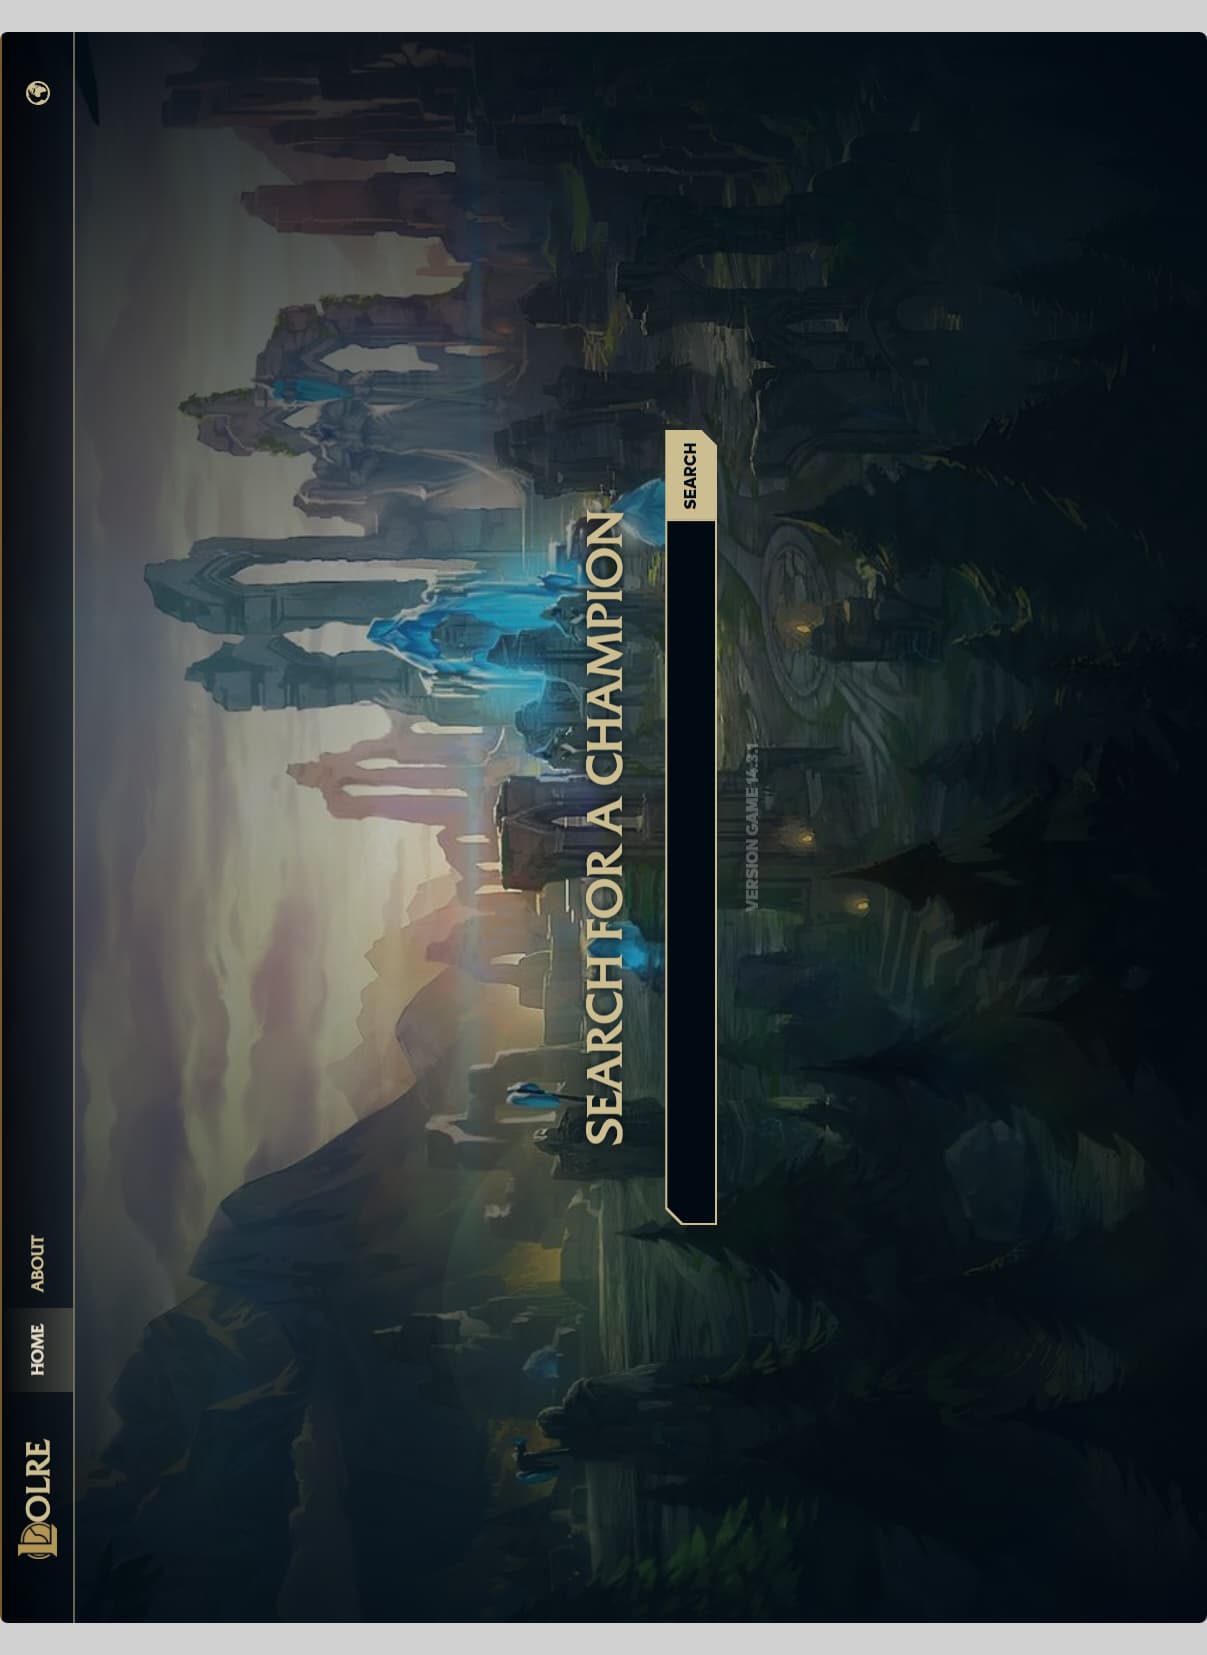 LOLRE
HOME
ABOUT
SEARCH FOR A CHAMPION
SEARCH
VERSION GAME 14.3.1